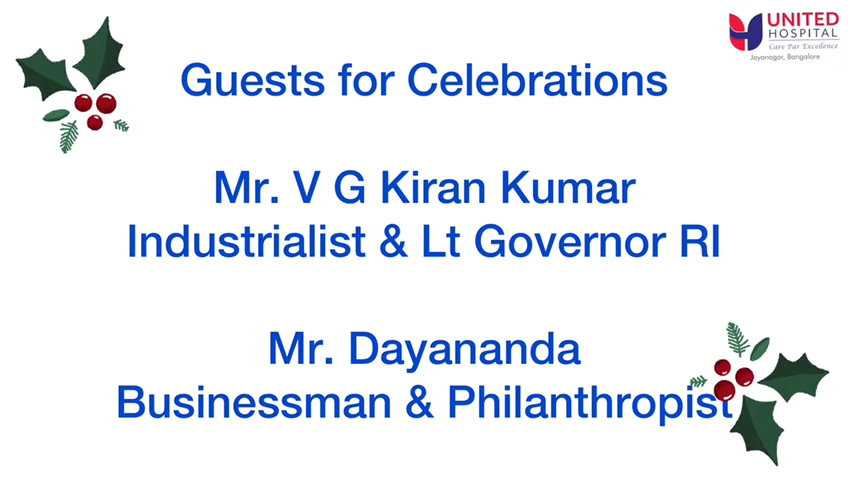 UNITED
HOSPITAL
Care Par Excellence
Jayanagar, Bangalore
Guests for Celebrations
Mr. V G Kiran Kumar
Industrialist & Lt Governor RI
Mr. Dayananda
Businessman & Philanthropist